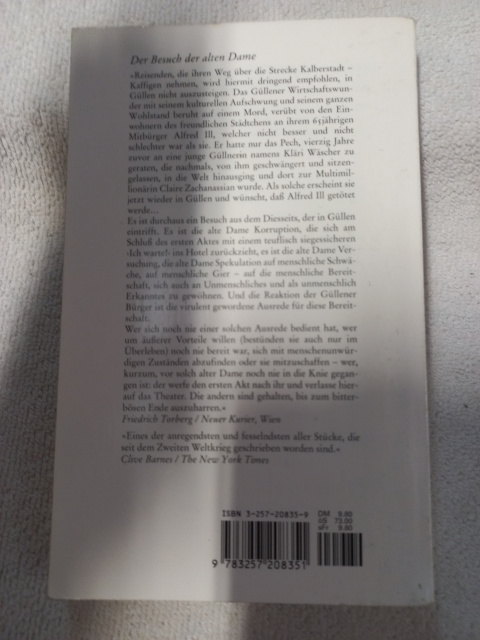 Der Besuch der alten Dame
»Reisenden, die ihren Weg über die Strecke Kalberstadt –
Kaffigen nehmen, wird hiermit dringend empfohlen, in
Güllen nicht auszusteigen. Das Güllener Wirtschaftswun-
der mit seinem kulturellen Aufschwung und seinem ganzen
Wohlstand beruht auf einem Mord, verübt von den Ein-
wohnern des freundlichen Städtchens an ihrem 65jährigen
Mitbürger Alfred Ill, welcher nicht besser und nicht
schlechter war als sie. Er hatte nur das Pech, vierzig Jahre
zuvor an eine junge Güllnerin namens Kläri Wäscher zu
geraten, die nachmals, von ihm geschwängert und sitzen-
gelassen, in die Welt hinausging und dort zur Multimil-
lionärin Claire Zachanassian wurde. Als solche erscheint sie
jetzt wieder in Güllen und wünscht, daß Alfred Ill getötet
werde...
Es ist durchaus ein Besuch aus dem Diesseits, der in Güllen
eintrifft. Es ist die alte Dame Korruption, die sich am
Schluß des ersten Aktes mit einem teuflisch siegessicheren
›Ich warte!‹ ins Hotel zurückzieht, es ist die alte Dame Ver-
suchung, die alte Dame Spekulation auf menschliche Schwä-
che, auf menschliche Gier – auf die menschliche Bereit-
schaft, sich auch an Unmenschliches und als unmenschlich
Erkanntes zu gewöhnen. Und die Reaktion der Güllener
Bürger ist die virulent gewordene Ausrede für diese Bereit-
schaft.
Wer sich noch nie einer solchen Ausrede bedient hat, wer
um äußerer Vorteile willen (bestünden sie auch nur im
Überleben) noch nie bereit war, sich mit menschenunwür-
digen Zuständen abzufinden oder sie mitzuschaffen – wer,
kurzum, vor solch alter Dame noch nie in die Knie gegan-
gen ist: der werfe den ersten Akt nach ihr und verlasse hier-
auf das Theater. Die andern sind gehalten, bis zum bitter-
bösen Ende auszuharren.«
Friedrich Torberg / Neuer Kurier, Wien
»Eines der anregendsten und fesselndsten aller Stücke, die
seit dem Zweiten Weltkrieg geschrieben worden sind.«
Clive Barnes / The New York Times
ISBN 3-257-20835-9
DM 9.90
öS 73.00
sFr 9.80
9 783257 208351